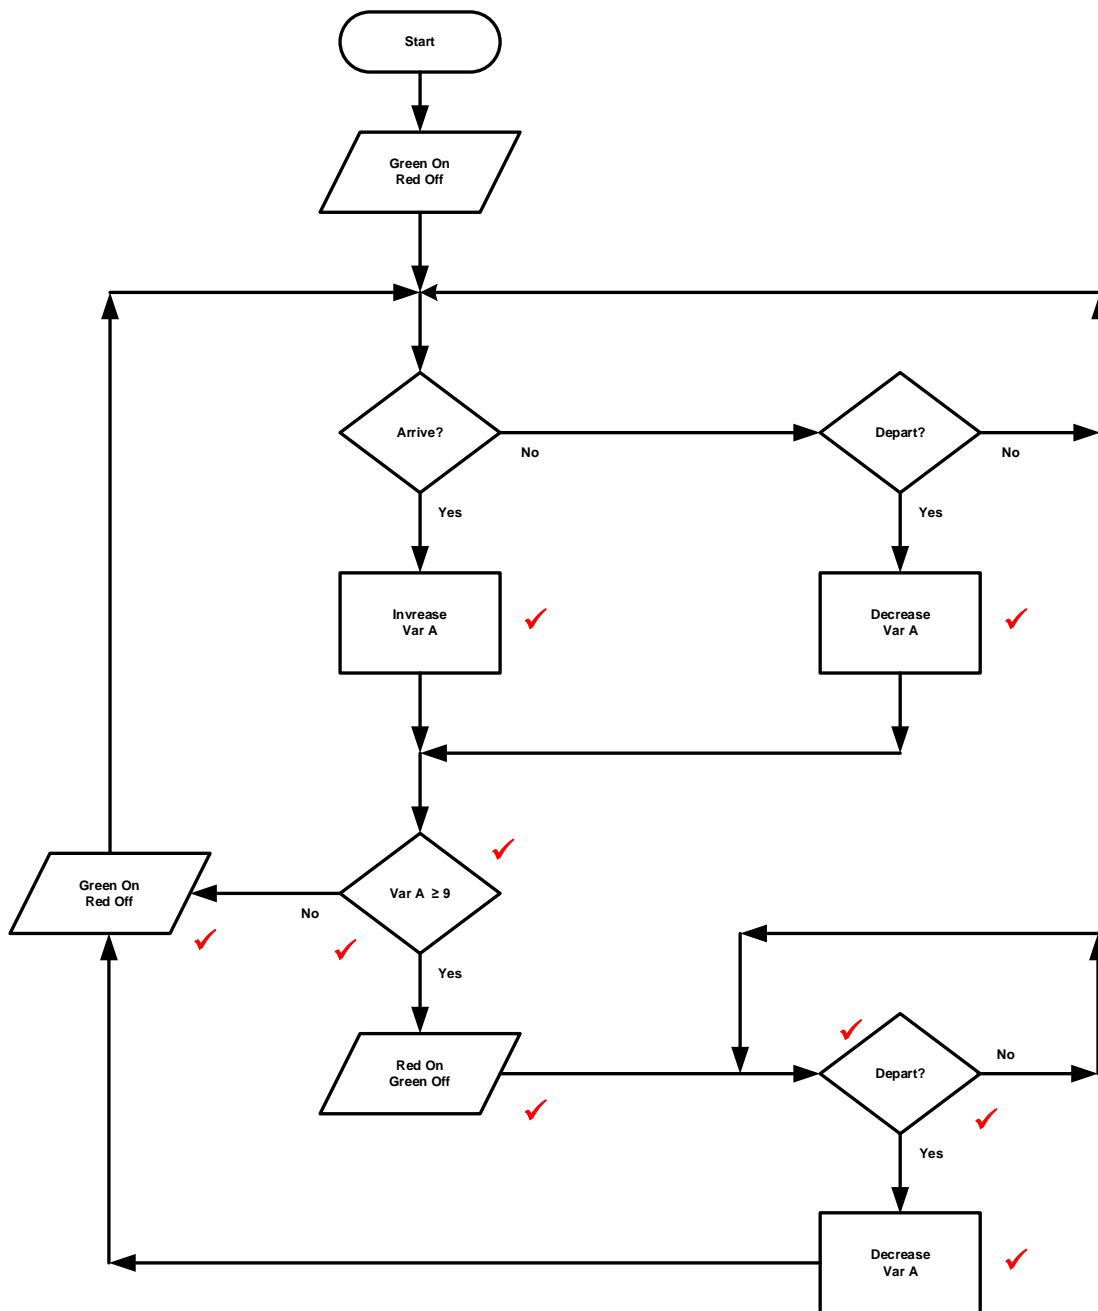 Start
Green On
Red Off
Arrive?
No
Depart?
No
Yes
Yes
Invrease
Var A
Decrease
Var A
Green On
Red Off
No
Var A ≥ 9
Yes
Red On
Green Off
Depart?
No
Yes
Decrease
Var A